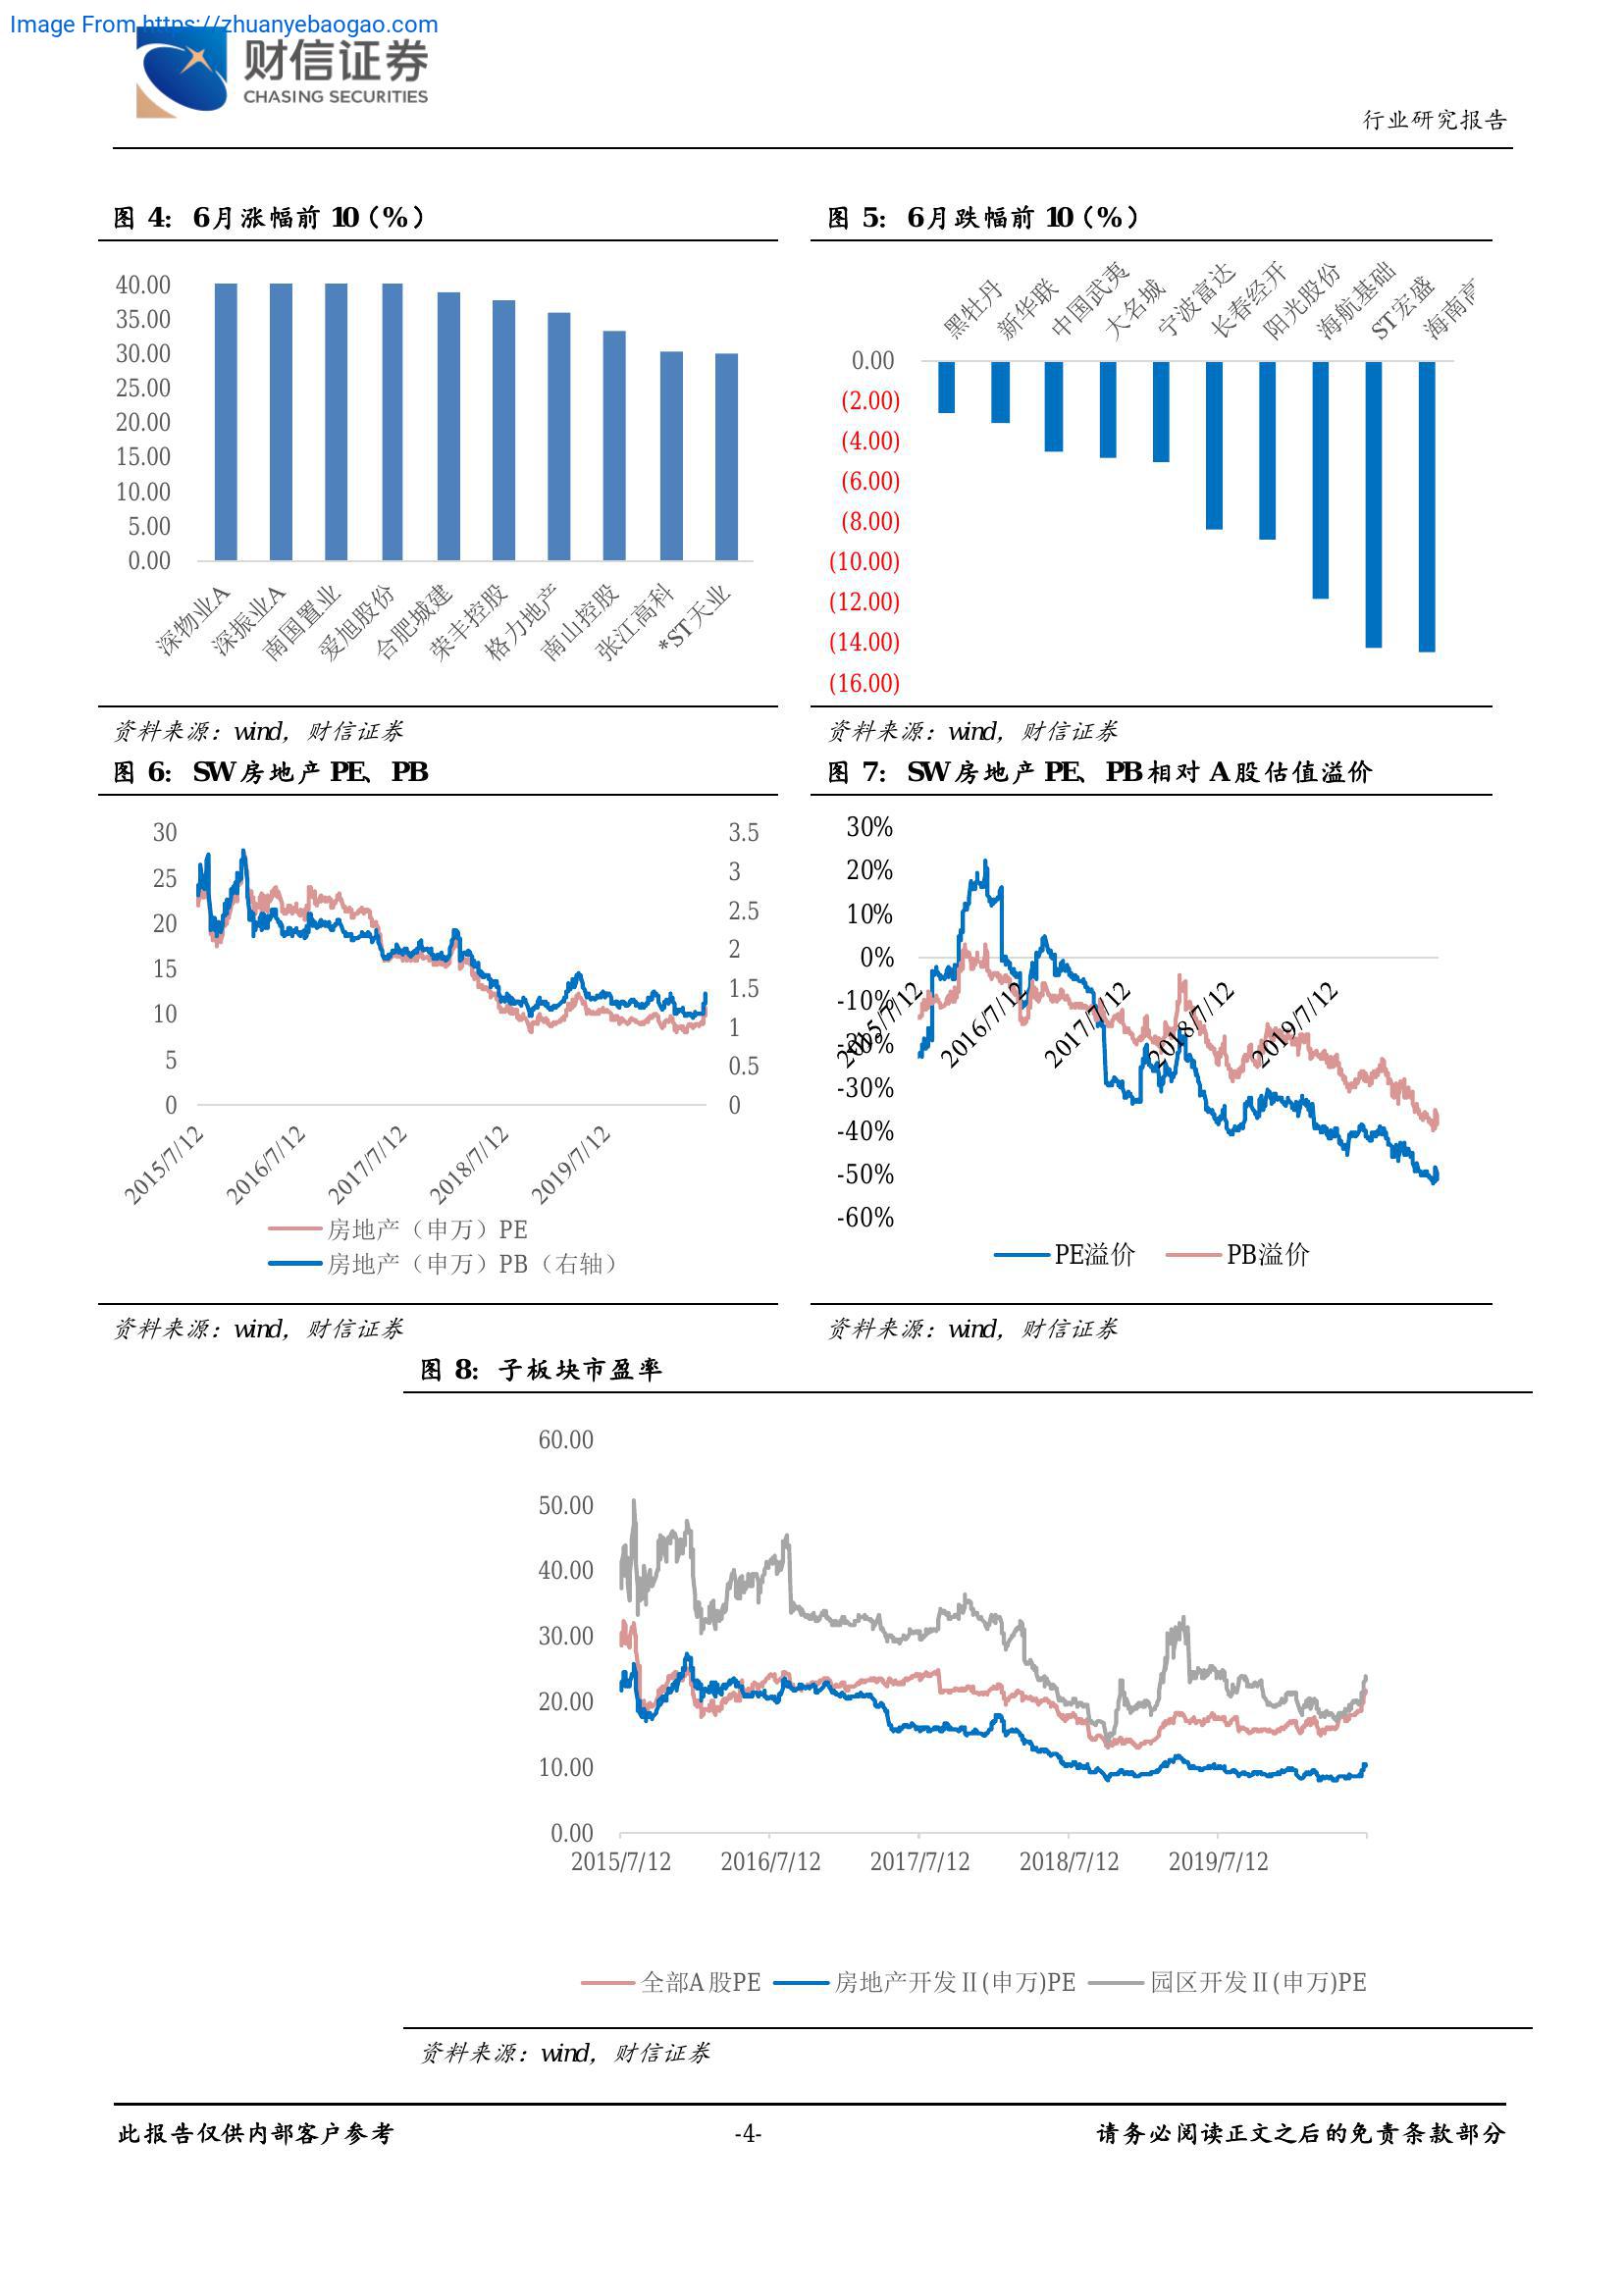 Image From https://zhuanyebaogao.com
财信证券
CHASING SECURITIES
行业研究报告
图 4: 6月涨幅前 10（%）
40.00
35.00
30.00
25.00
20.00
15.00
10.00
5.00
0.00
深物业A
深振业A
南国置业
爱旭股份
合肥城建
荣丰控股
格力地产
南山控股
张江高科
*ST天业
资料来源：wind，财信证券
图 5: 6月跌幅前 10（%）
黑牡丹
新华联
中国武夷
大名城
宁波富达
长春经开
阳光股份
海航基础
ST宏盛
海南高
0.00
(2.00)
(4.00)
(6.00)
(8.00)
(10.00)
(12.00)
(14.00)
(16.00)
资料来源：wind，财信证券
图 6: SW 房地产 PE、PB
30
25
20
15
10
5
0
3.5
3
2.5
2
1.5
1
0.5
0
2015/7/12
2016/7/12
2017/7/12
2018/7/12
2019/7/12
房地产（申万）PE
房地产（申万）PB（右轴）
资料来源：wind，财信证券
图 7: SW 房地产 PE、PB 相对 A 股估值溢价
30%
20%
10%
0%
-10%
-20%
-30%
-40%
-50%
-60%
2015/7/12
2016/7/12
2017/7/12
2018/7/12
2019/7/12
PE溢价 PB溢价
资料来源：wind，财信证券
图 8: 子板块市盈率
60.00
50.00
40.00
30.00
20.00
10.00
0.00
2015/7/12 2016/7/12 2017/7/12 2018/7/12 2019/7/12
全部A股PE 房地产开发Ⅱ(申万)PE 园区开发Ⅱ(申万)PE
资料来源：wind，财信证券
此报告仅供内部客户参考 -4- 请务必阅读正文之后的免责条款部分